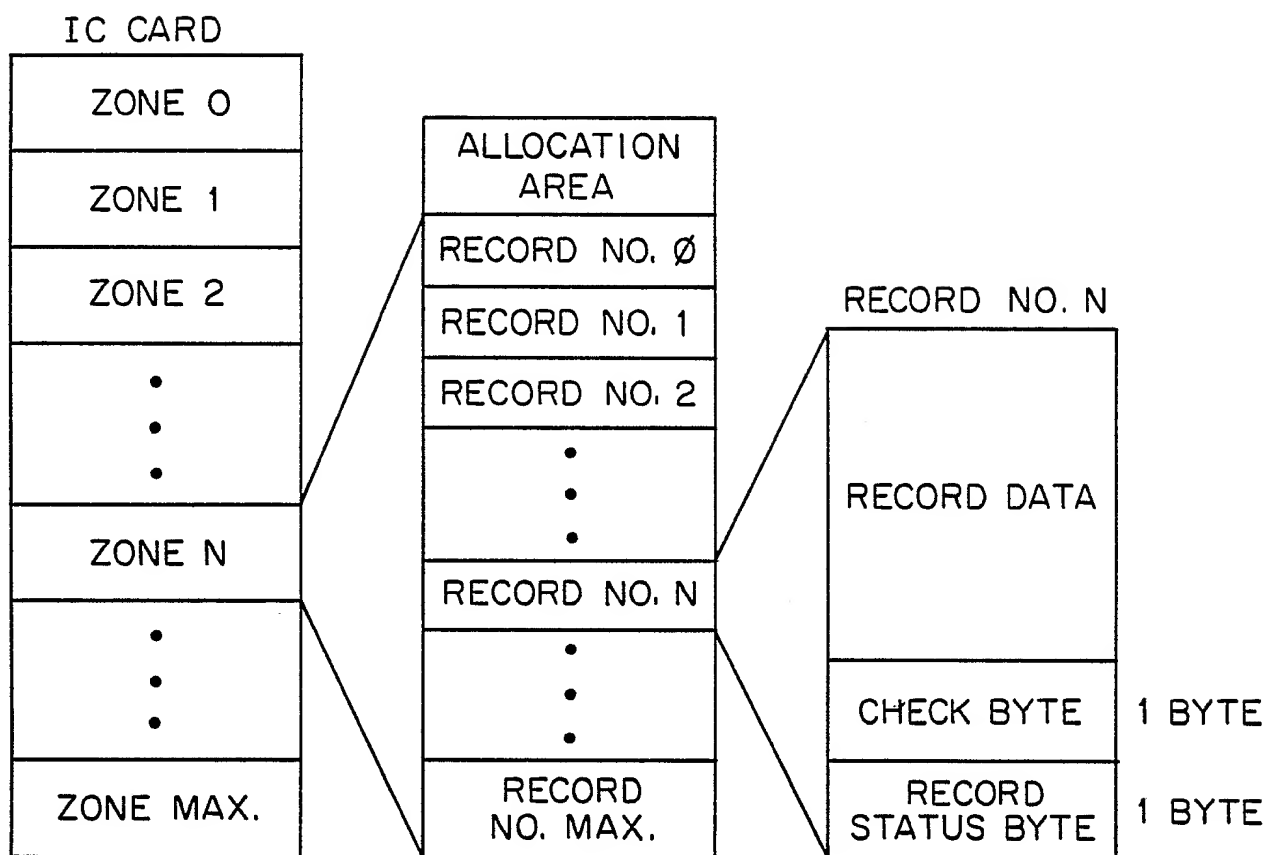 IC CARD
ZONE 0
ZONE 1
ZONE 2
ZONE N
ZONE MAX.
ALLOCATION
AREA
RECORD NO. Ø
RECORD NO. 1
RECORD NO. 2
RECORD NO. N
RECORD
NO. MAX.
RECORD NO. N
RECORD DATA
CHECK BYTE 1 BYTE
RECORD
STATUS BYTE 1 BYTE